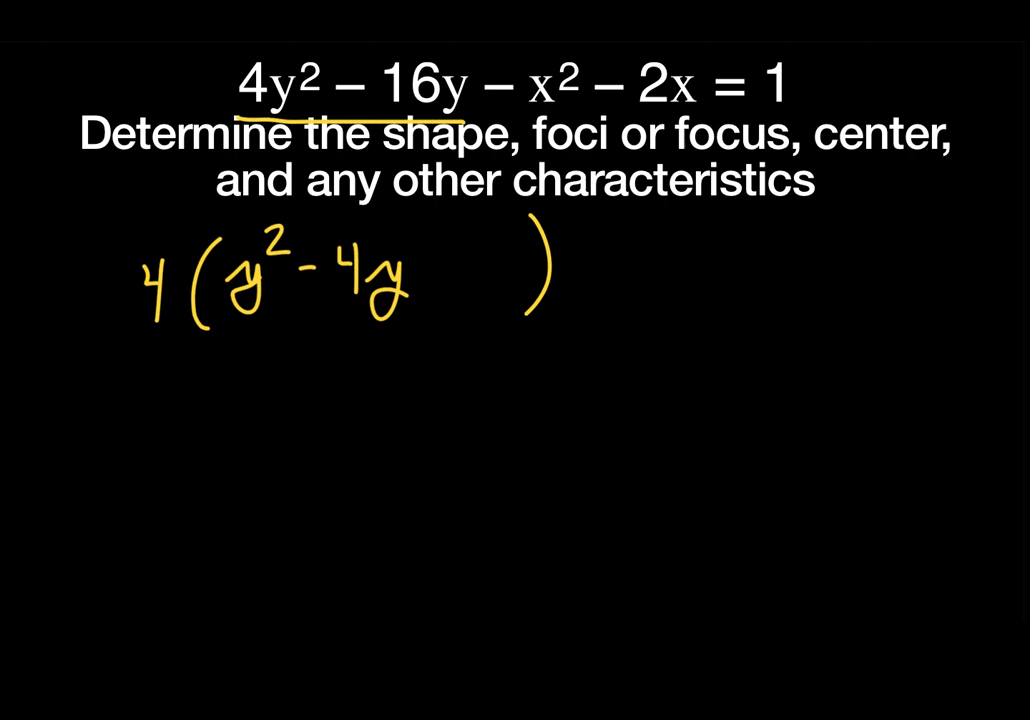 4y² – 16y – x² – 2x = 1
Determine the shape, foci or focus, center,
and any other characteristics
4 ( y² - 4y )